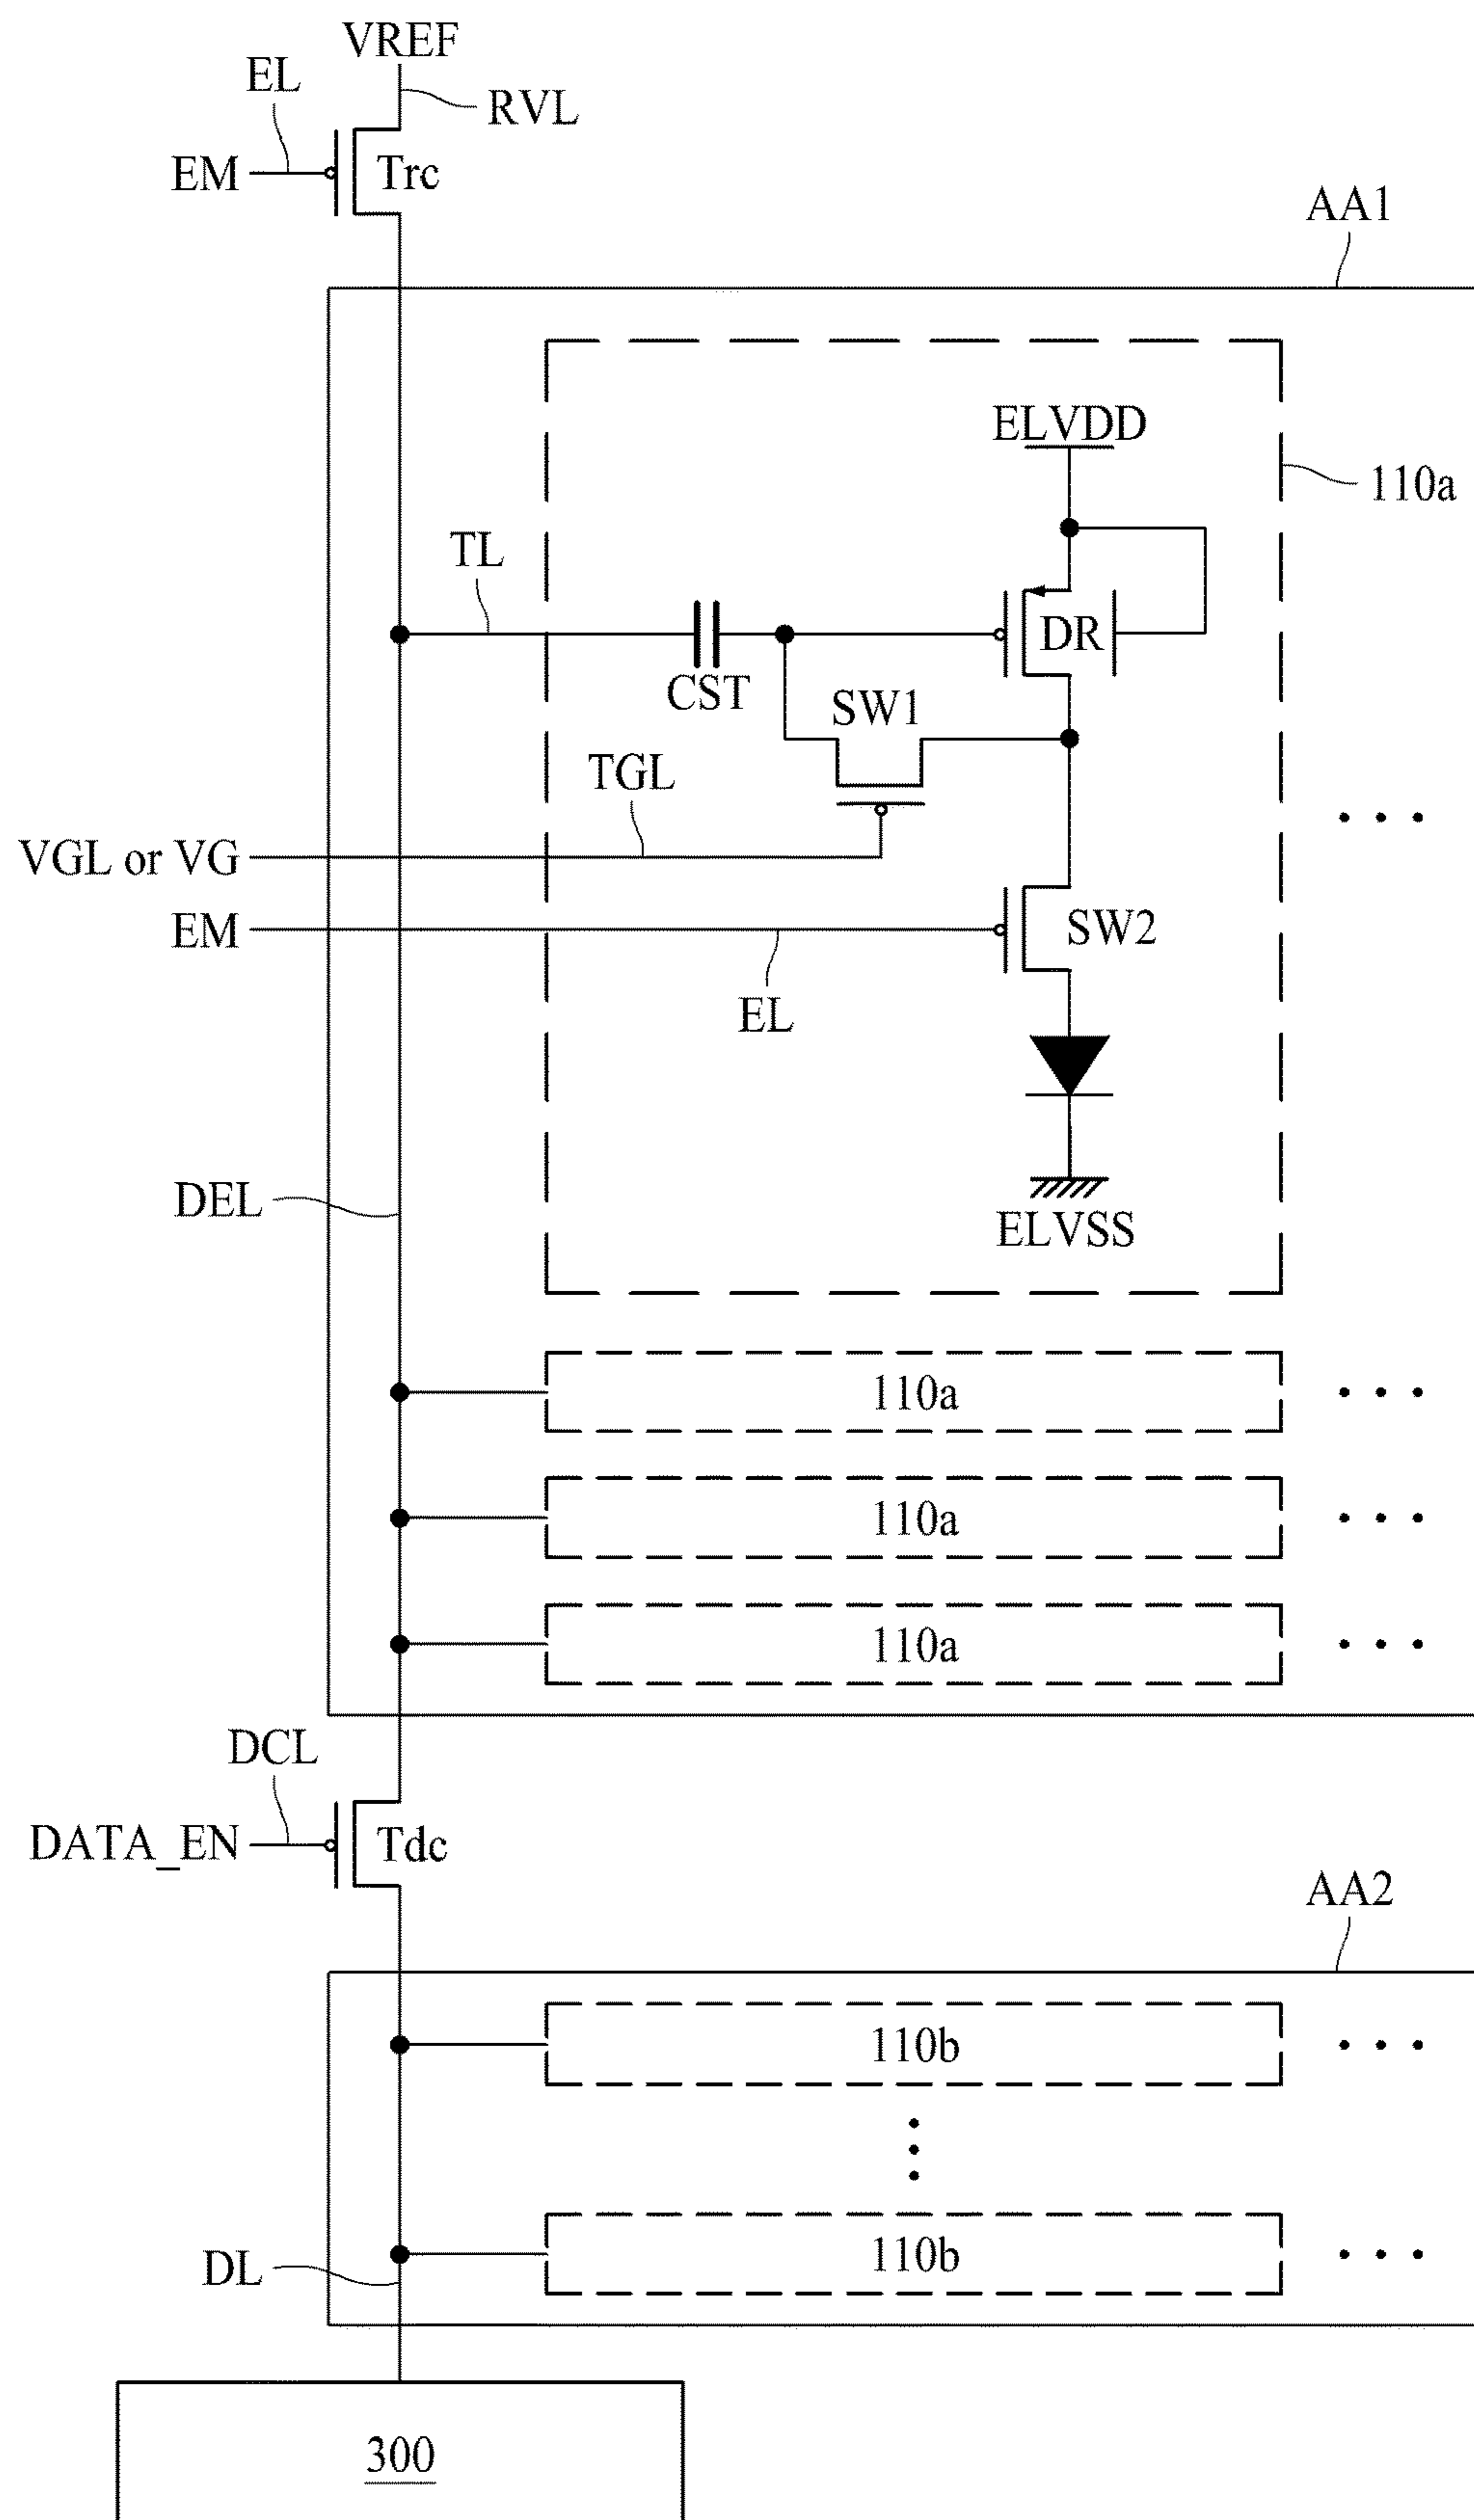 VREF
EL
RVL
EM
Trc
AA1
ELVDD
110a
TL
DR
CST
SW1
TGL
VGL or VG
EM
SW2
EL
DEL
ELVSS
110a
110a
110a
DCL
DATA_EN
Tdc
AA2
110b
110b
DL
300